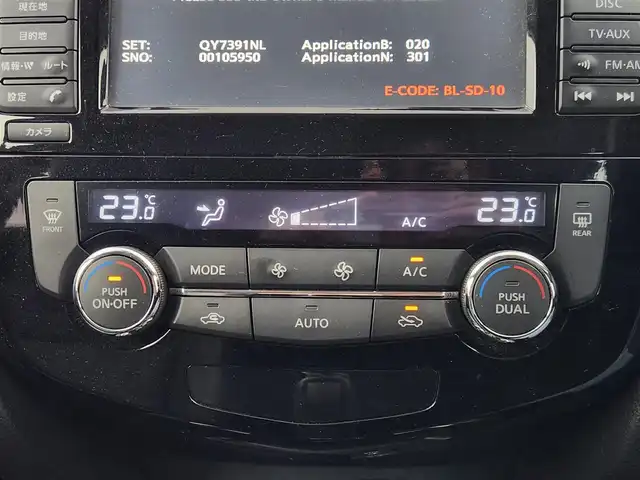 現在地
目的地
情報・VI ルート
設定
カメラ
SET: QY7391NL ApplicationB: 020
SNO: 00105950 ApplicationN: 301
E-CODE: BL-SD-10
DISC
TV・AUX
FM・AM
23.0 °C
A/C
23.0 °C
FRONT
REAR
PUSH
ON・OFF
MODE
A/C
PUSH
DUAL
AUTO